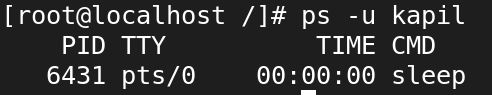 [root@localhost /]# ps -u kapil
    PID TTY          TIME CMD
   6431 pts/0    00:00:00 sleep